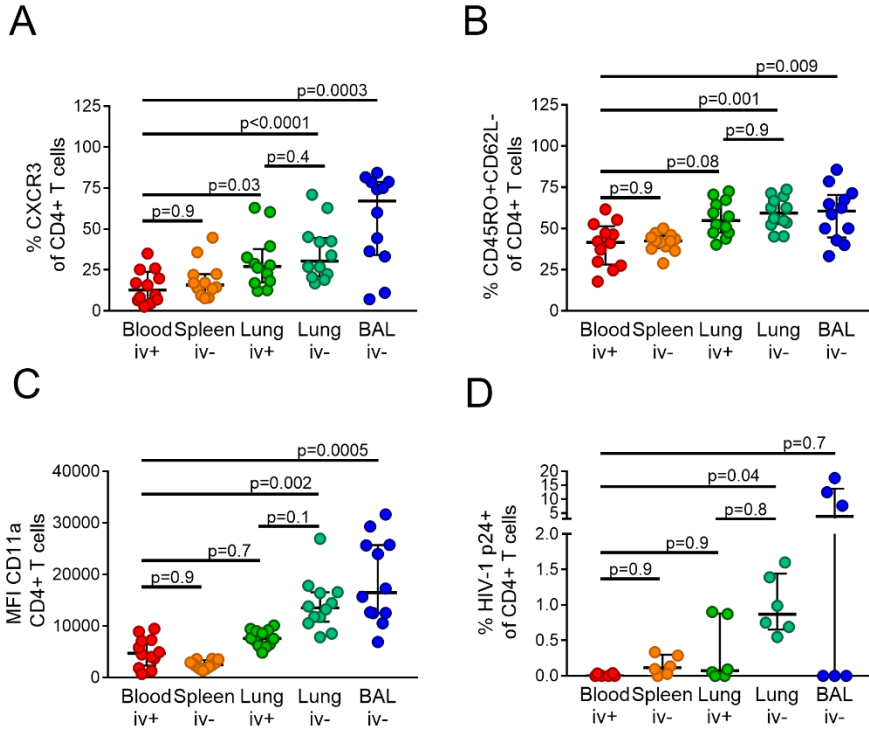 A
% CXCR3
of CD4+ T cells
125
100
75
50
25
0
p=0.0003
p<0.0001
p=0.4
p=0.03
p=0.9
Blood Spleen Lung Lung BAL
iv+ iv- iv+ iv- iv-
B
% CD45RO+CD62L-
of CD4+ T cells
125
100
75
50
25
0
p=0.009
p=0.001
p=0.9
p=0.08
p=0.9
Blood Spleen Lung Lung BAL
iv+ iv- iv+ iv- iv-
C
MFI CD11a
CD4+ T cells
40000
30000
20000
10000
0
p=0.0005
p=0.002
p=0.1
p=0.7
p=0.9
Blood Spleen Lung Lung BAL
iv+ iv- iv+ iv- iv-
D
% HIV-1 p24+
of CD4+ T cells
20
15
10
5
2.0
1.5
1.0
0.5
0.0
p=0.7
p=0.04
p=0.8
p=0.9
p=0.9
Blood Spleen Lung Lung BAL
iv+ iv- iv+ iv- iv-